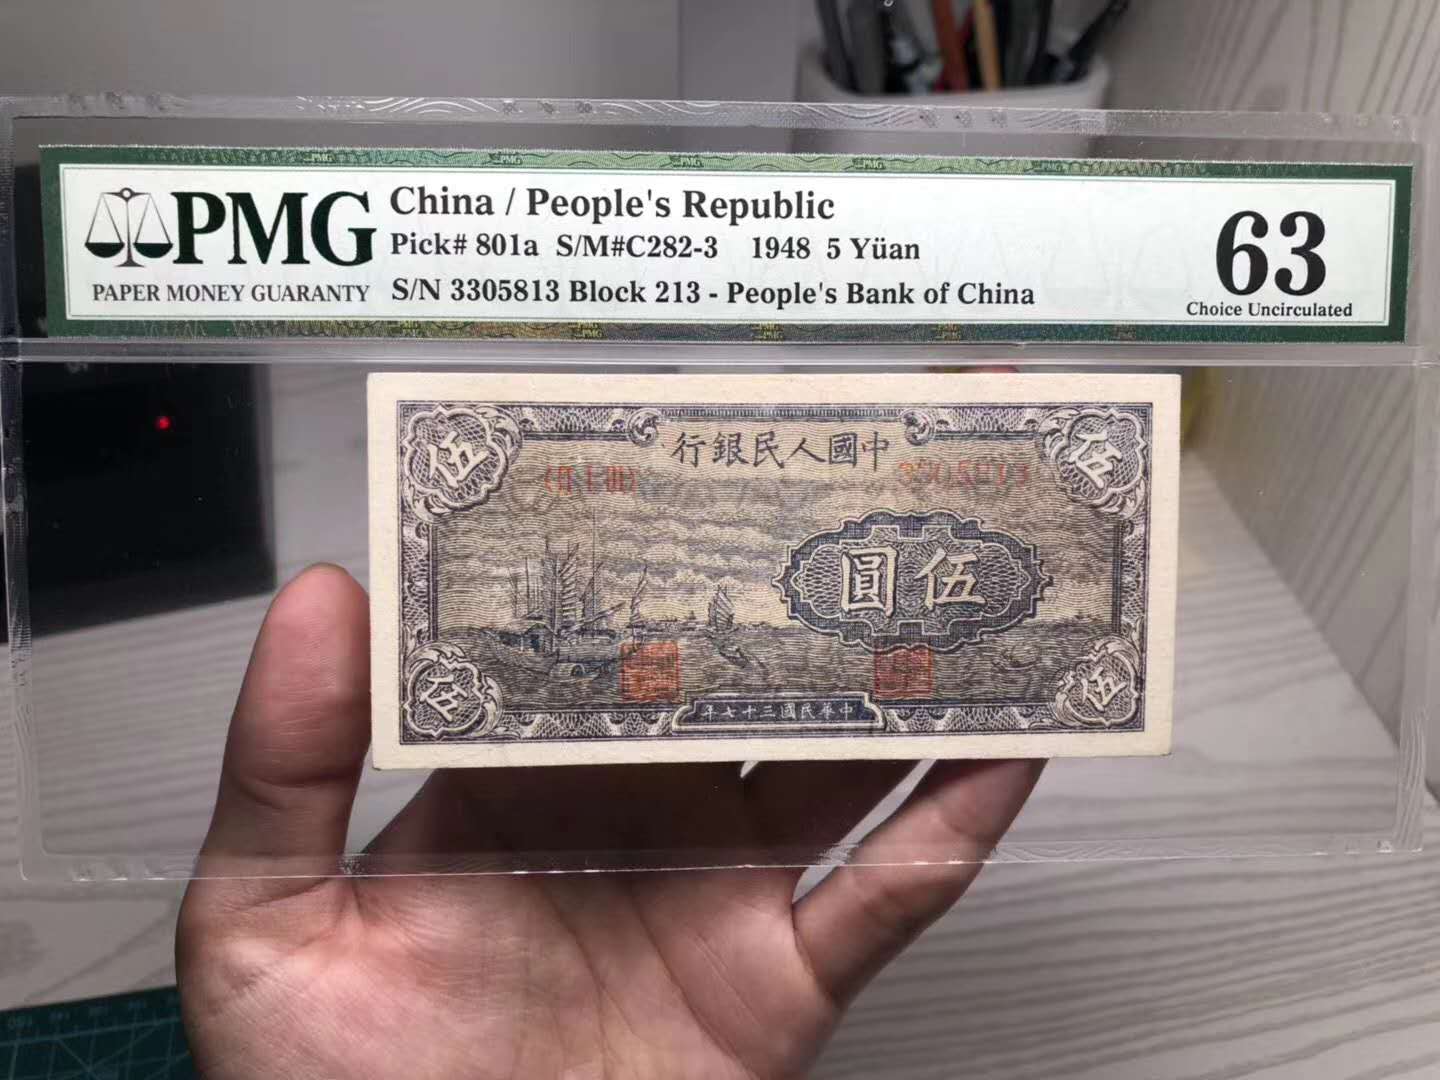 PMG
PAPER MONEY GUARANTY
China / People's Republic
Pick# 801a S/M#C282-3 1948 5 Yüan
S/N 3305813 Block 213 - People's Bank of China
63
Choice Uncirculated
行銀民人國中
3305813
伍
伍
圓伍
伍
伍
年七十三國民華中